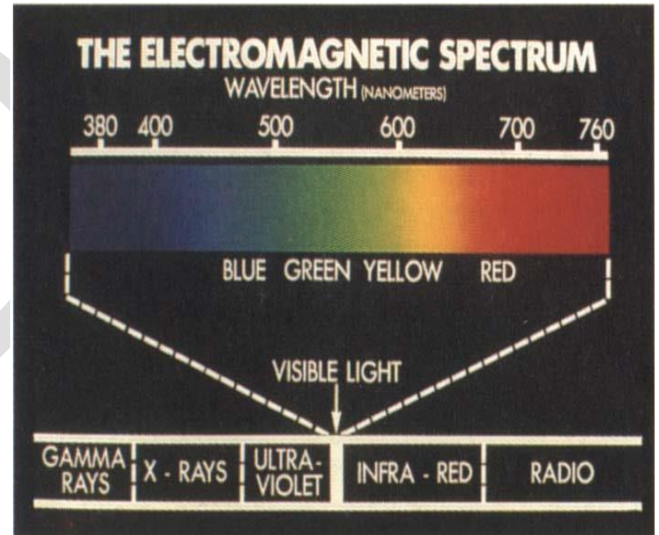 THE ELECTROMAGNETIC SPECTRUM
WAVELENGTH (NANOMETERS)
380 400 500 600 700 760
BLUE GREEN YELLOW RED
VISIBLE LIGHT
GAMMA RAYS X - RAYS ULTRA-VIOLET INFRA - RED RADIO